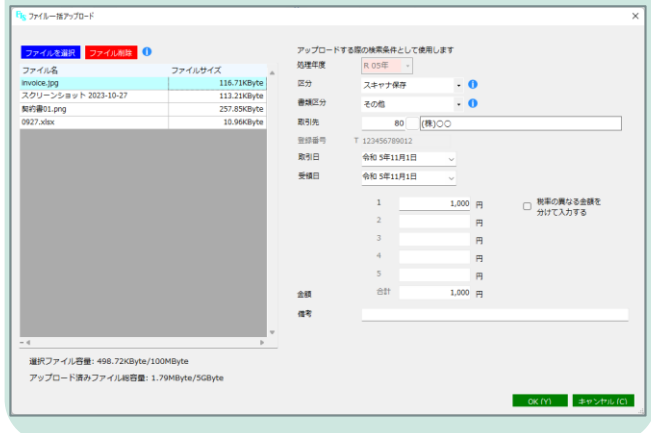 ファイル一括アップロード
ファイルを選択 ファイル削除
ファイル名 ファイルサイズ
invoice.jpg 116.71KByte
スクリーンショット 2023-10-27 113.21KByte
契約書01.png 257.85KByte
0927.xlsx 10.96KByte
選択ファイル容量: 498.72KByte/100MByte
アップロード済みファイル総容量: 1.79MByte/5GByte
アップロードする際の検索条件として使用します
処理年度 R 05年
区分 スキャナ保存
書類区分 その他
取引先 80 (株)〇〇
登録番号 T 123456789012
取引日 令和 5年11月1日
受領日 令和 5年11月1日
1 1,000 円
税率の異なる金額を
分けて入力する
2 円
3 円
4 円
5 円
金額 合計 1,000 円
備考
OK (Y) キャンセル (C)